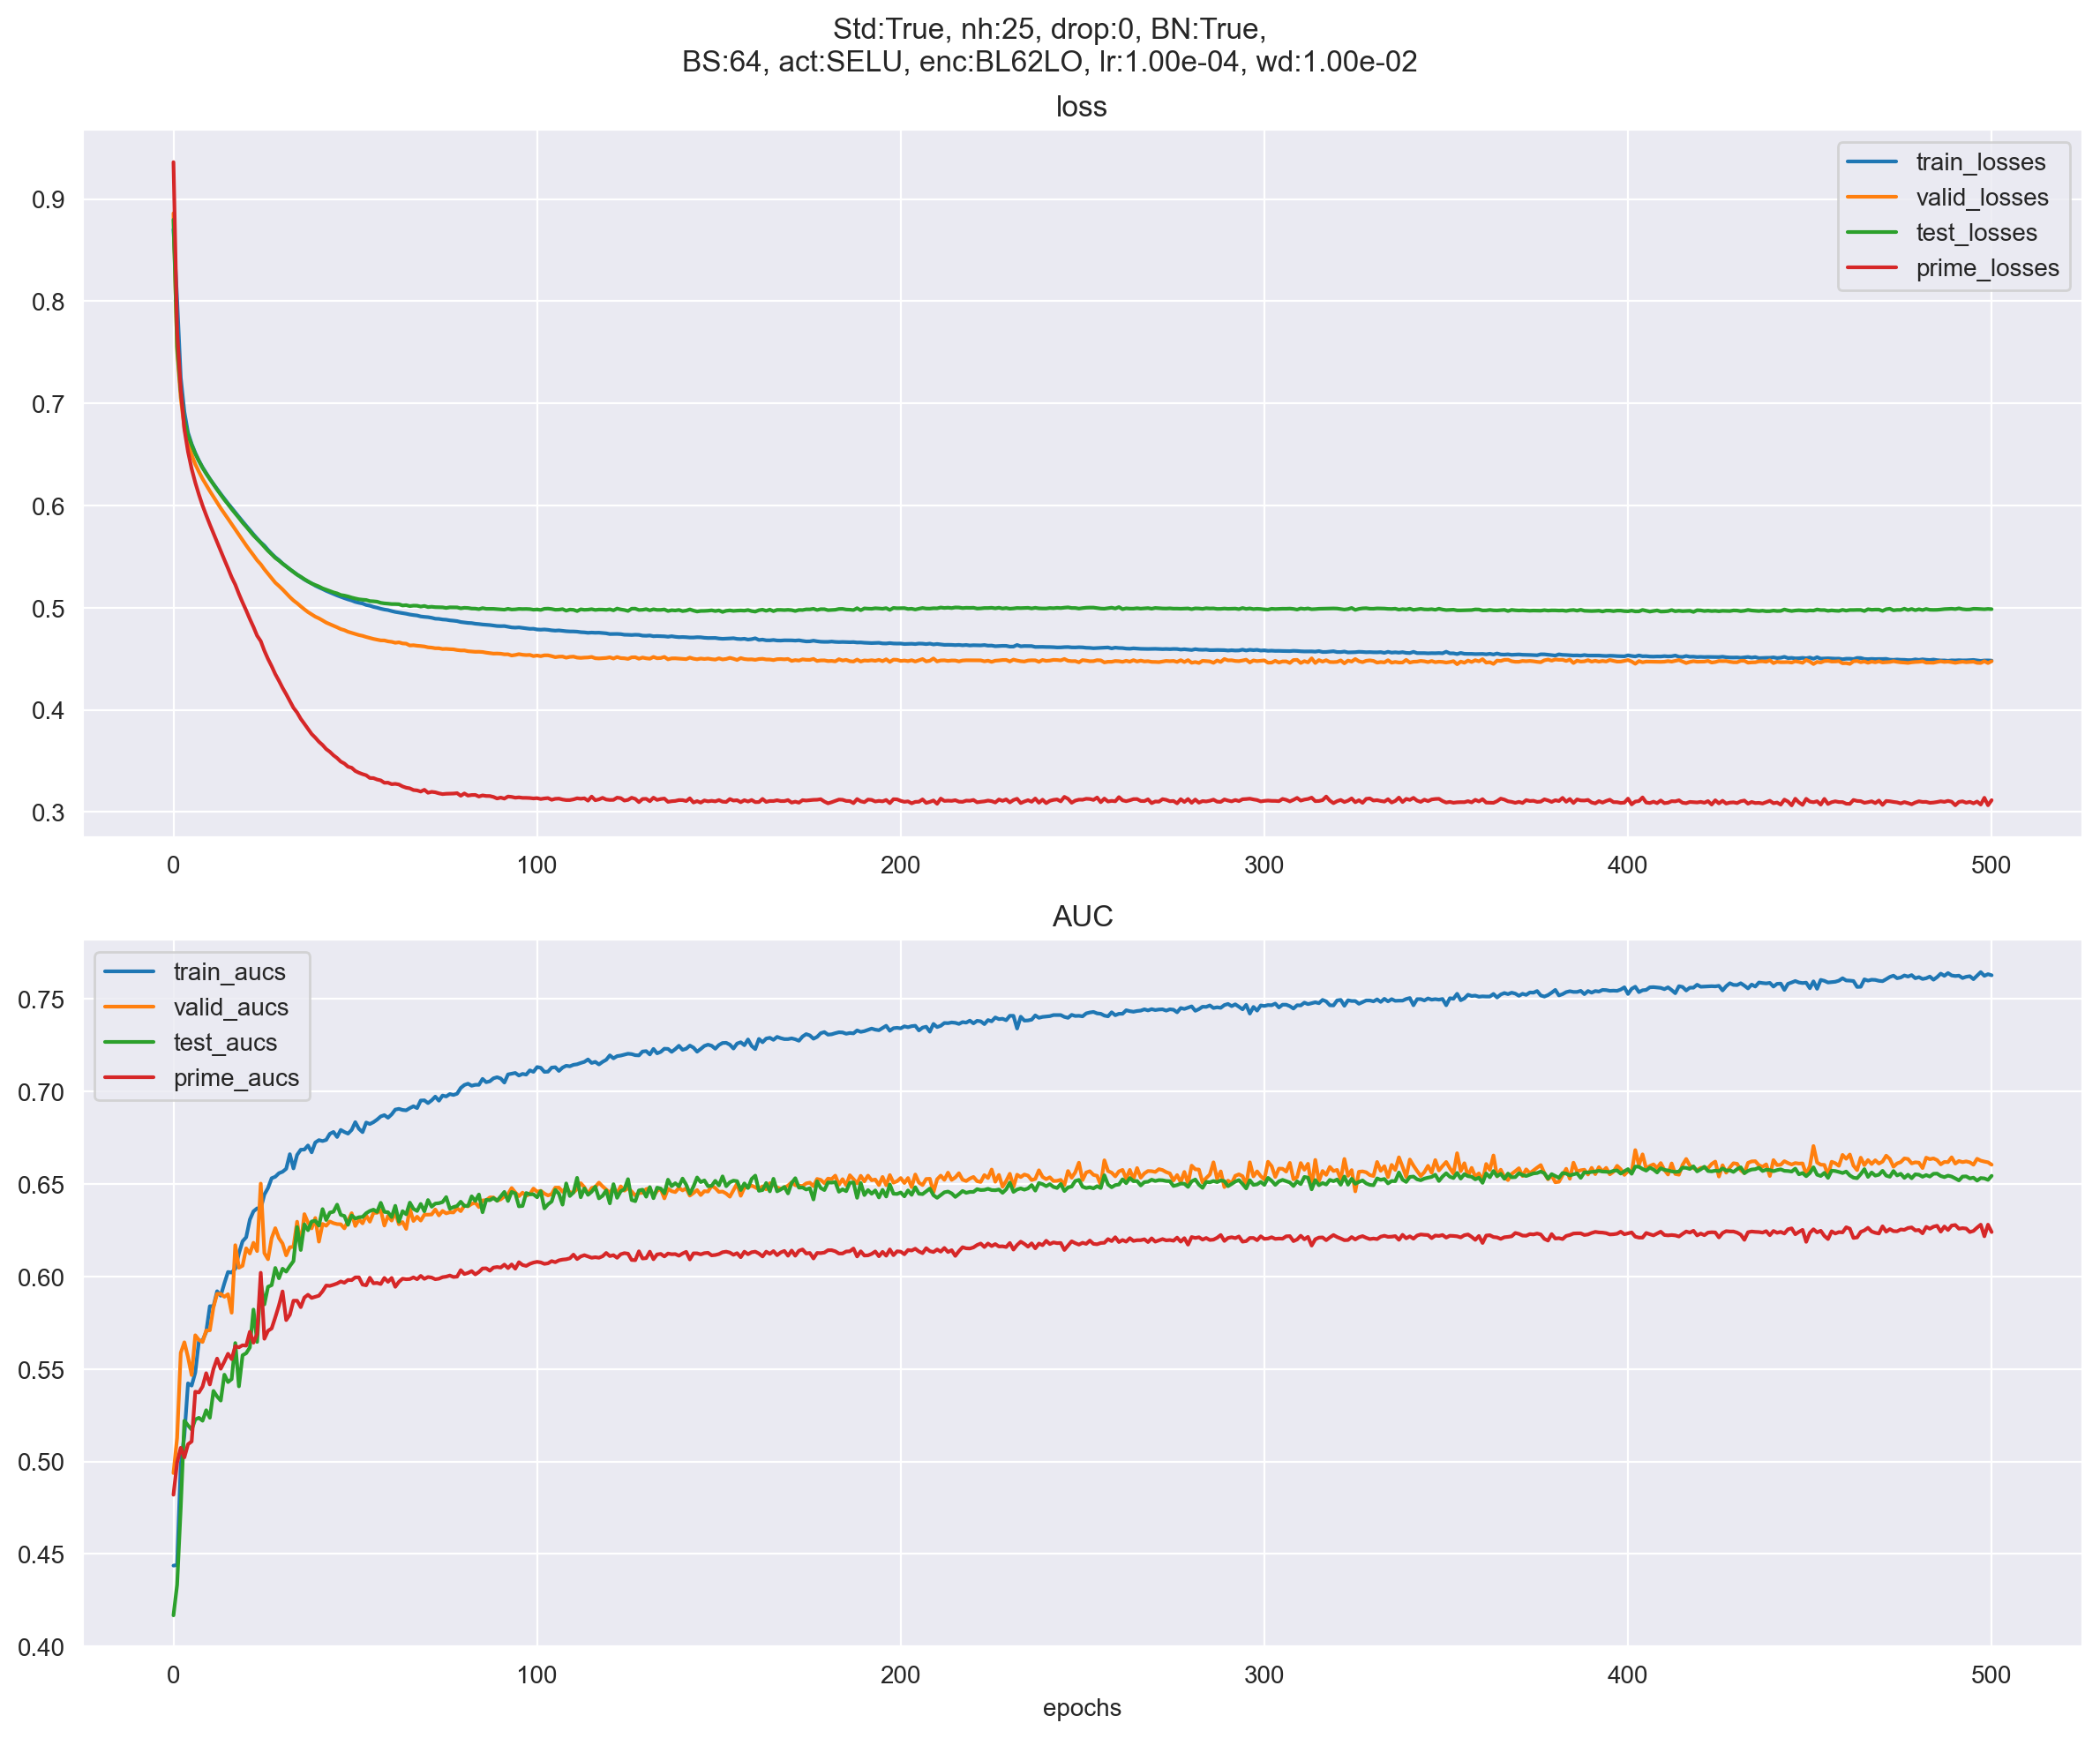 Std:True, nh:25, drop:0, BN:True,
BS:64, act:SELU, enc:BL62LO, lr:1.00e-04, wd:1.00e-02
loss
train_losses
valid_losses
test_losses
prime_losses
0.9
0.8
0.7
0.6
0.5
0.4
0.3
0 100 200 300 400 500
AUC
train_aucs
valid_aucs
test_aucs
prime_aucs
0.75
0.70
0.65
0.60
0.55
0.50
0.45
0.40
0 100 200 300 400 500
epochs